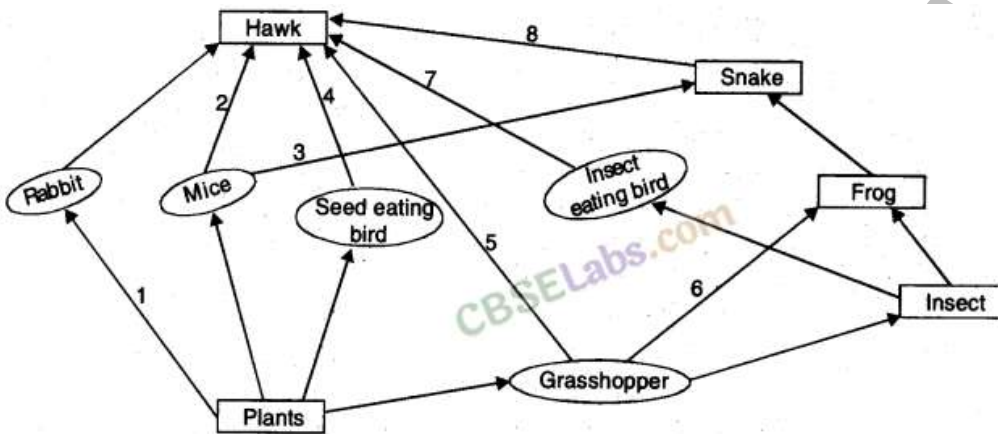 Hawk
8
Snake
7
2
4
3
Rabbit
Mice
Seed eating
bird
Insect
eating bird
Frog
5
CBSELabs.com
6
1
Insect
Grasshopper
Plants